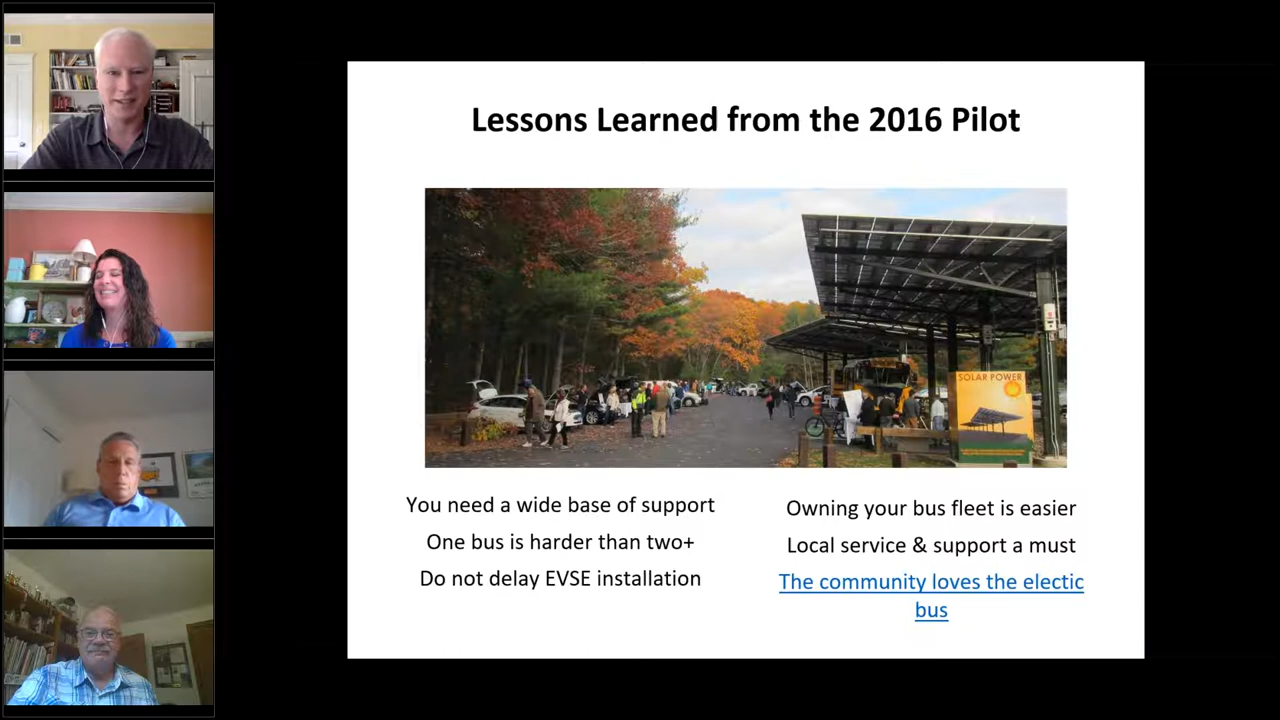 Lessons Learned from the 2016 Pilot
SOLAR POWER
You need a wide base of support
One bus is harder than two+
Do not delay EVSE installation
Owning your bus fleet is easier
Local service & support a must
The community loves the electic
bus